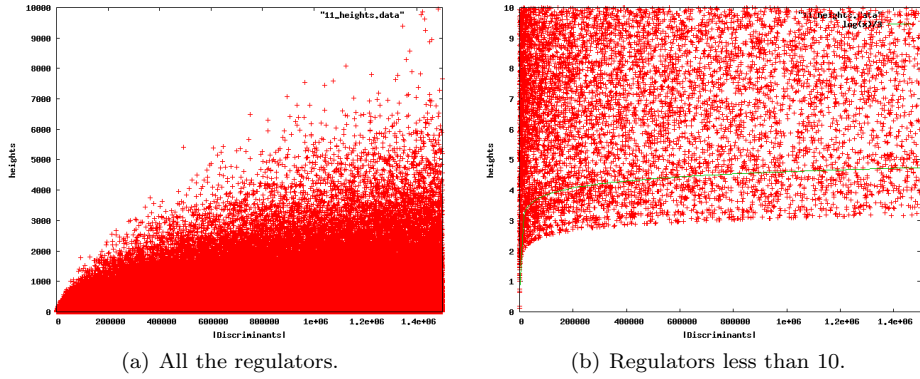 "11_heights.data"
10000
9000
8000
7000
6000
5000
4000
3000
2000
1000
0
heights
0 200000 400000 600000 800000 1e+06 1.2e+06 1.4e+06
|Discriminants|
(a) All the regulators.
log(x)/3
10
9
8
7
6
5
4
3
2
1
0
heights
0 200000 400000 600000 800000 1e+06 1.2e+06 1.4e+06
|Discriminants|
(b) Regulators less than 10.